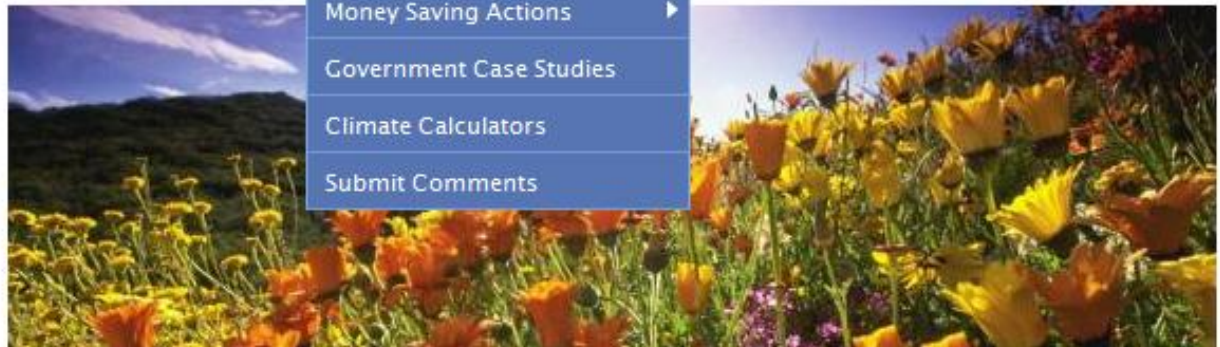 Money Saving Actions
Government Case Studies
Climate Calculators
Submit Comments